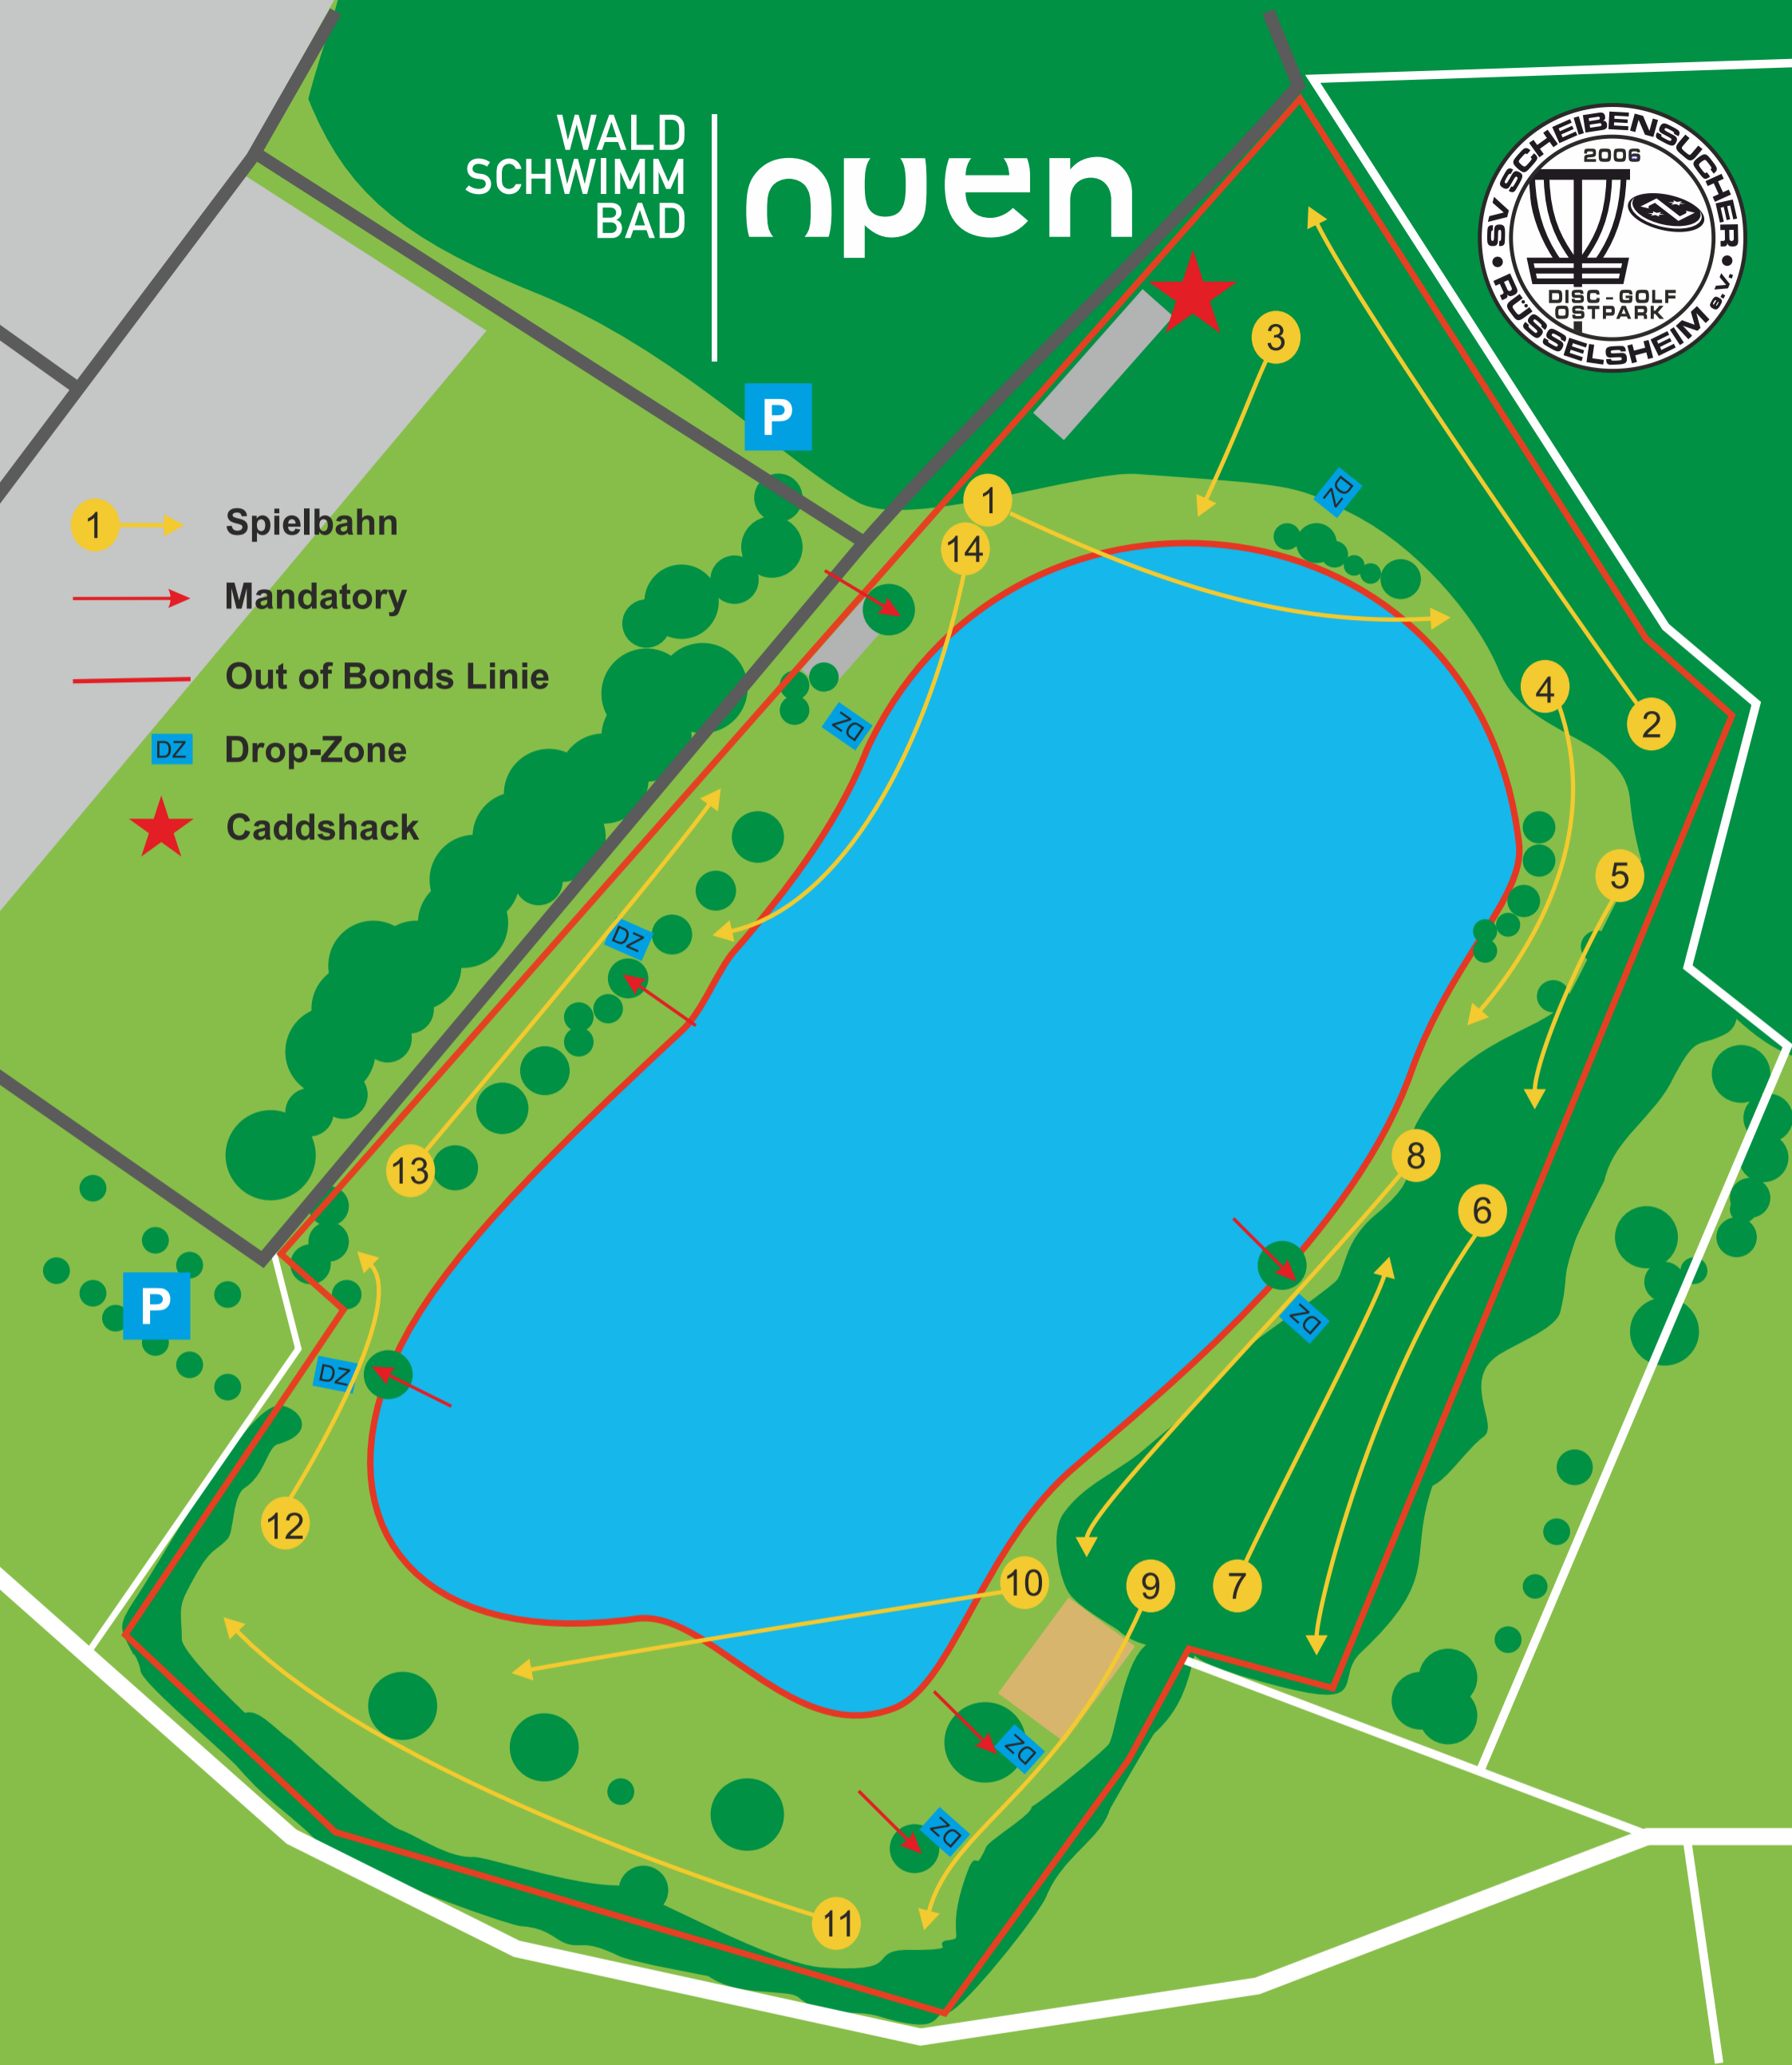 WALD
SCHWIMM
BAD
open
SV SCHEIBENSUCHER
2006
DISC - GOLF
OSTPARK
RÜSSELSHEIM e.V.
3
P
DZ
1
1
Spielbahn
14
Mandatory
Out of Bonds Linie
4
2
DZ
DZ
Drop-Zone
Caddshack
5
DZ
8
13
6
P
DZ
DZ
12
10
9
7
DZ
DZ
11